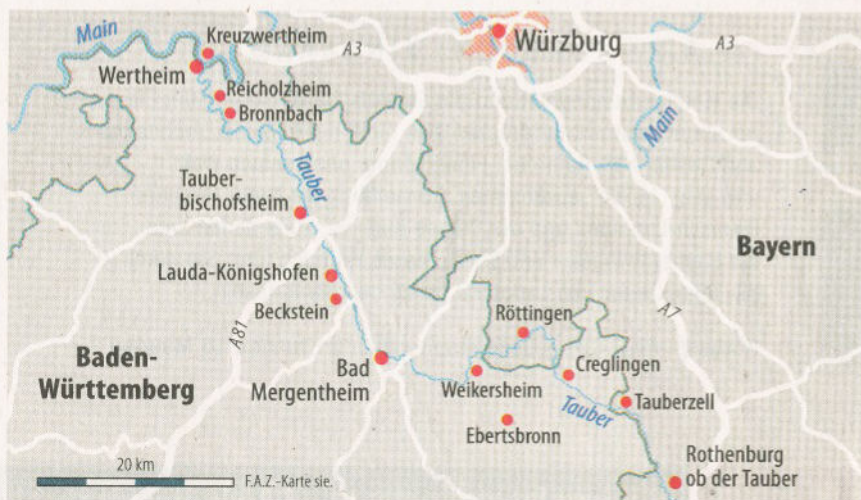 Main
Kreuzwertheim
A3
Würzburg
A3
Wertheim
Reicholzheim
Bronnbach
Main
Tauber
Tauber-
bischofsheim
Bayern
Lauda-Königshofen
Beckstein
Röttingen
A7
A81
Baden-
Württemberg
Bad
Mergentheim
Weikersheim
Creglingen
Tauber
Tauberzell
Ebertsbronn
Rothenburg
ob der Tauber
20 km
F.A.Z.-Karte sie.